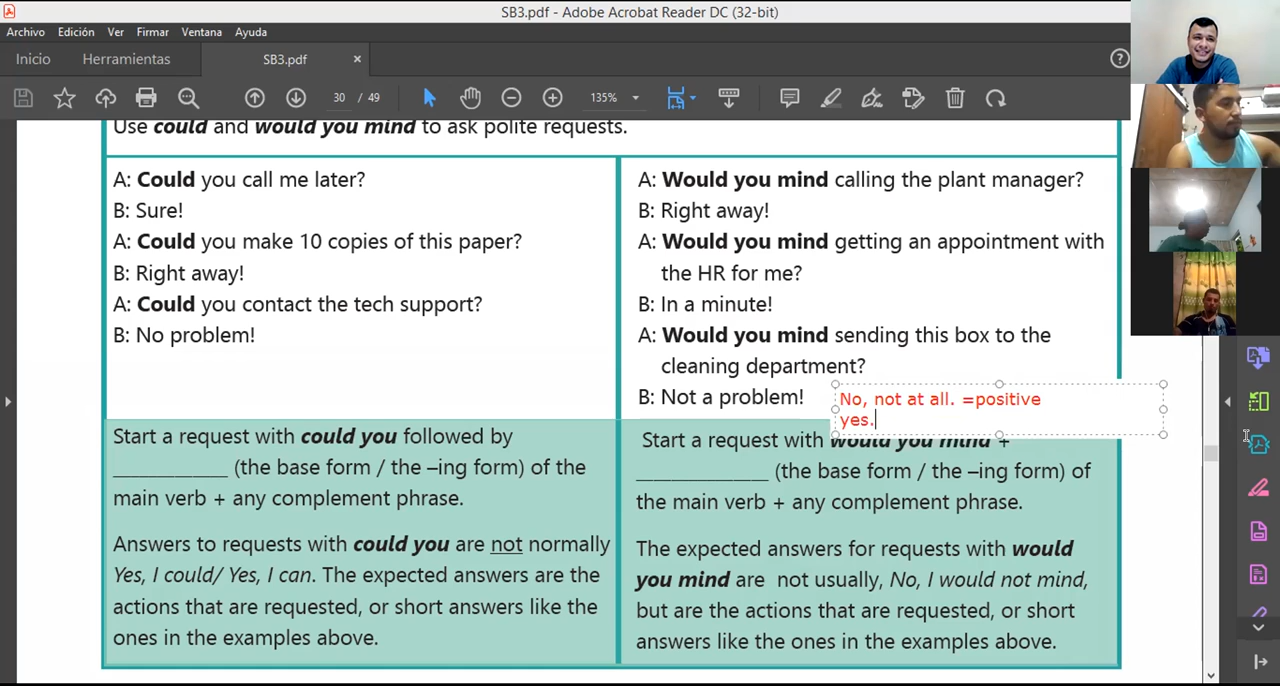 SB3.pdf - Adobe Acrobat Reader DC (32-bit)
Archivo Edición Ver Firmar Ventana Ayuda
Inicio Herramientas SB3.pdf ×
30 / 49 135%
Use could and would you mind to ask polite requests.
A: Could you call me later?
B: Sure!
A: Could you make 10 copies of this paper?
B: Right away!
A: Could you contact the tech support?
B: No problem!
A: Would you mind calling the plant manager?
B: Right away!
A: Would you mind getting an appointment with
the HR for me?
B: In a minute!
A: Would you mind sending this box to the
cleaning department?
B: Not a problem!
No, not at all. =positive
yes.
Start a request with could you followed by
____________ (the base form / the –ing form) of the
main verb + any complement phrase.
Answers to requests with could you are not normally
Yes, I could/ Yes, I can. The expected answers are the
actions that are requested, or short answers like the
ones in the examples above.
Start a request with would you mind +
______________ (the base form / the –ing form) of
the main verb + any complement phrase.
The expected answers for requests with would
you mind are not usually, No, I would not mind,
but are the actions that are requested, or short
answers like the ones in the examples above.